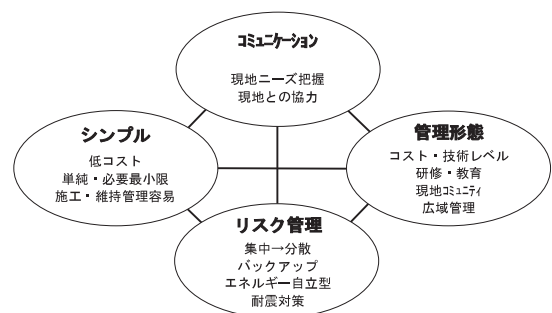 コミュニケーション
現地ニーズ把握
現地との協力
シンプル
低コスト
単純・必要最小限
施工・維持管理容易
管理形態
コスト・技術レベル
研修・教育
現地コミュニティ
広域管理
リスク管理
集中→分散
バックアップ
エネルギー自立型
耐震対策